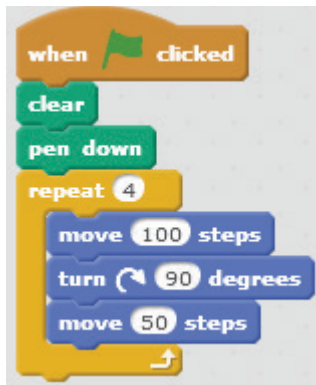 when clicked
clear
pen down
repeat 4
move 100 steps
turn 90 degrees
move 50 steps